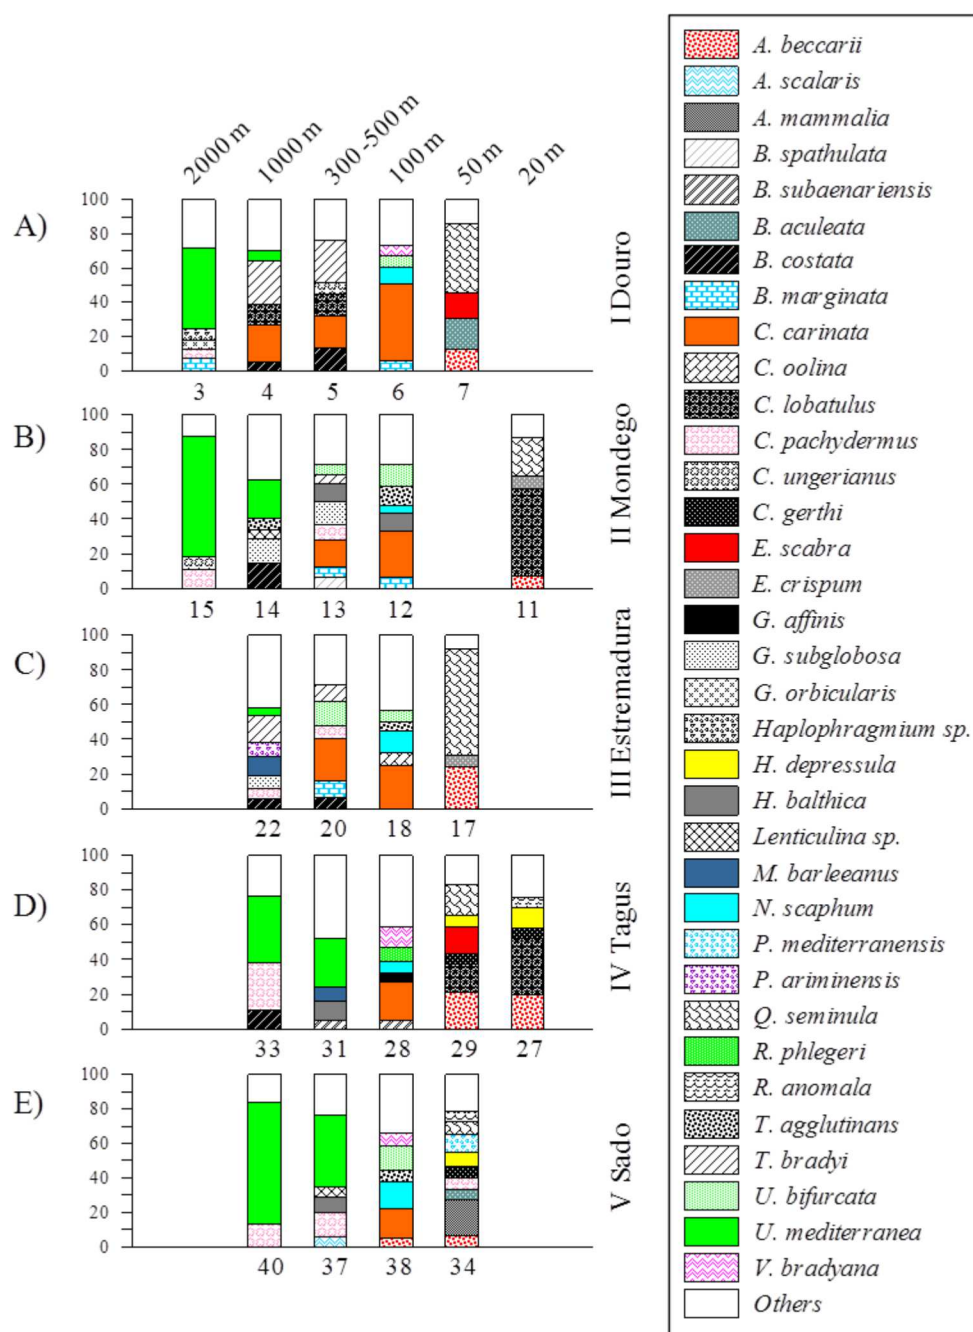 2000 m 1000 m 300 -500 m 100 m 50 m 20 m
A)
100
80
60
40
20
0
3 4 5 6 7
I Douro
B)
100
80
60
40
20
0
15 14 13 12 11
II Mondego
C)
100
80
60
40
20
0
22 20 18 17
III Estremadura
D)
100
80
60
40
20
0
33 31 28 29 27
IV Tagus
E)
100
80
60
40
20
0
40 37 38 34
V Sado
A. beccarii
A. scalaris
A. mammalia
B. spathulata
B. subaenariensis
B. aculeata
B. costata
B. marginata
C. carinata
C. oolina
C. lobatulus
C. pachydermus
C. ungerianus
C. gerthi
E. scabra
E. crispum
G. affinis
G. subglobosa
G. orbicularis
Haplophragmium sp.
H. depressula
H. balthica
Lenticulina sp.
M. barleeanus
N. scaphum
P. mediterranensis
P. ariminensis
Q. seminula
R. phlegeri
R. anomala
T. agglutinans
T. bradyi
U. bifurcata
U. mediterranea
V. bradyana
Others